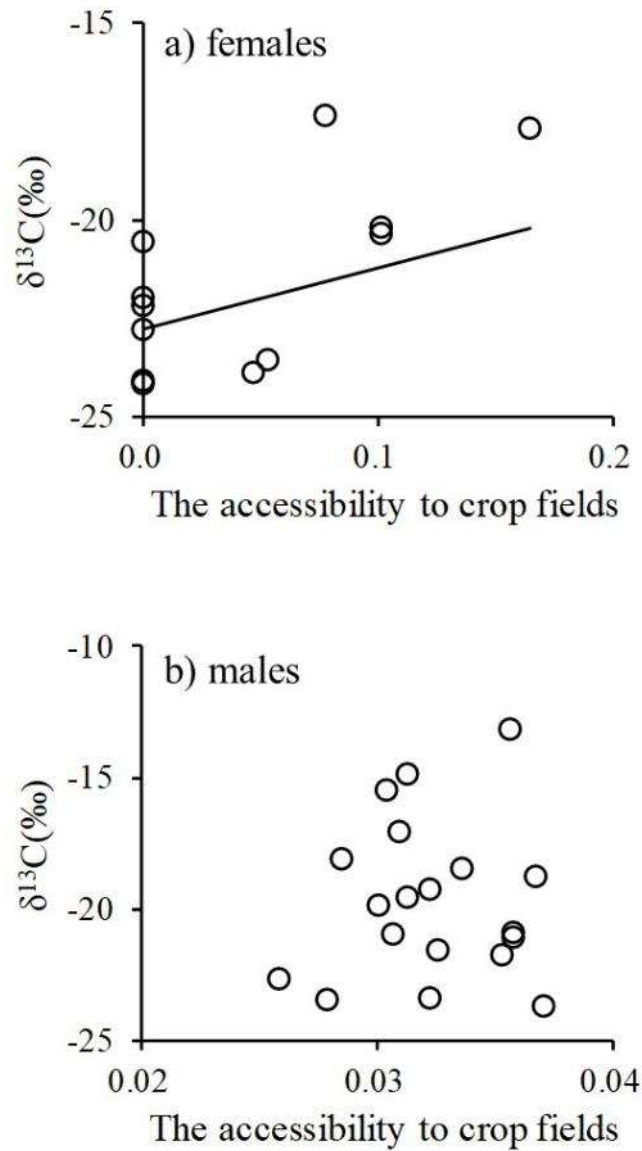 -15
a) females
-20
-25
δ¹³C(‰)
0.0 0.1 0.2
The accessibility to crop fields
-10
b) males
-15
-20
-25
δ¹³C(‰)
0.02 0.03 0.04
The accessibility to crop fields